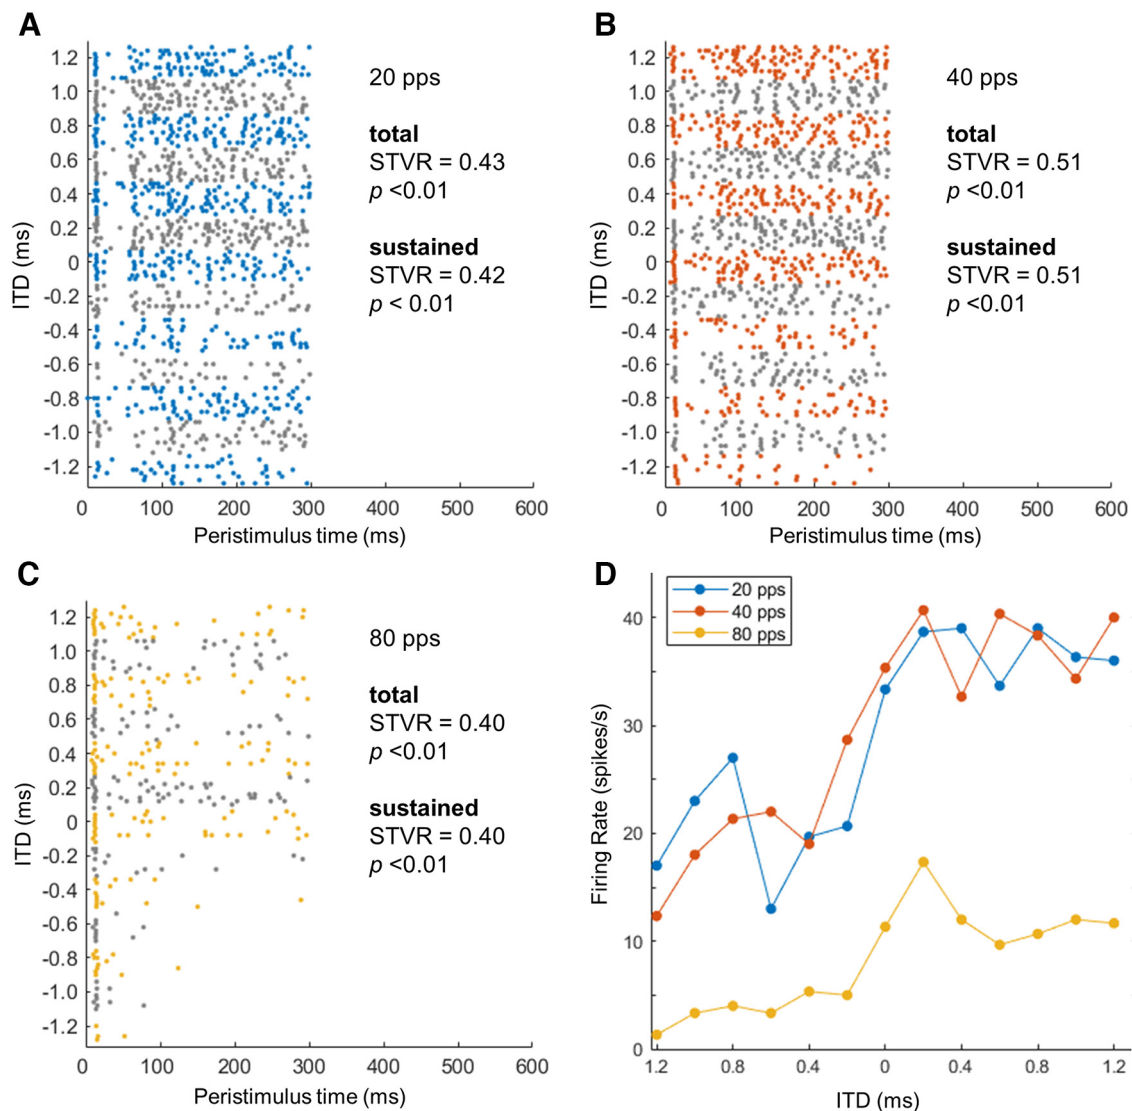 A
1.2
1.0
0.8
0.6
0.4
0.2
0
-0.2
-0.4
-0.6
-0.8
-1.0
-1.2
ITD (ms)
0 100 200 300 400 500 600
Peristimulus time (ms)
20 pps
total
STVR = 0.43
p <0.01
sustained
STVR = 0.42
p < 0.01
B
1.2
1.0
0.8
0.6
0.4
0.2
0
-0.2
-0.4
-0.6
-0.8
-1.0
-1.2
ITD (ms)
0 100 200 300 400 500 600
Peristimulus time (ms)
40 pps
total
STVR = 0.51
p <0.01
sustained
STVR = 0.51
p <0.01
C
1.2
1.0
0.8
0.6
0.4
0.2
0
-0.2
-0.4
-0.6
-0.8
-1.0
-1.2
ITD (ms)
0 100 200 300 400 500 600
Peristimulus time (ms)
80 pps
total
STVR = 0.40
p <0.01
sustained
STVR = 0.40
p <0.01
D
20 pps
40 pps
80 pps
40
30
20
10
0
Firing Rate (spikes/s)
1.2 0.8 0.4 0 0.4 0.8 1.2
ITD (ms)